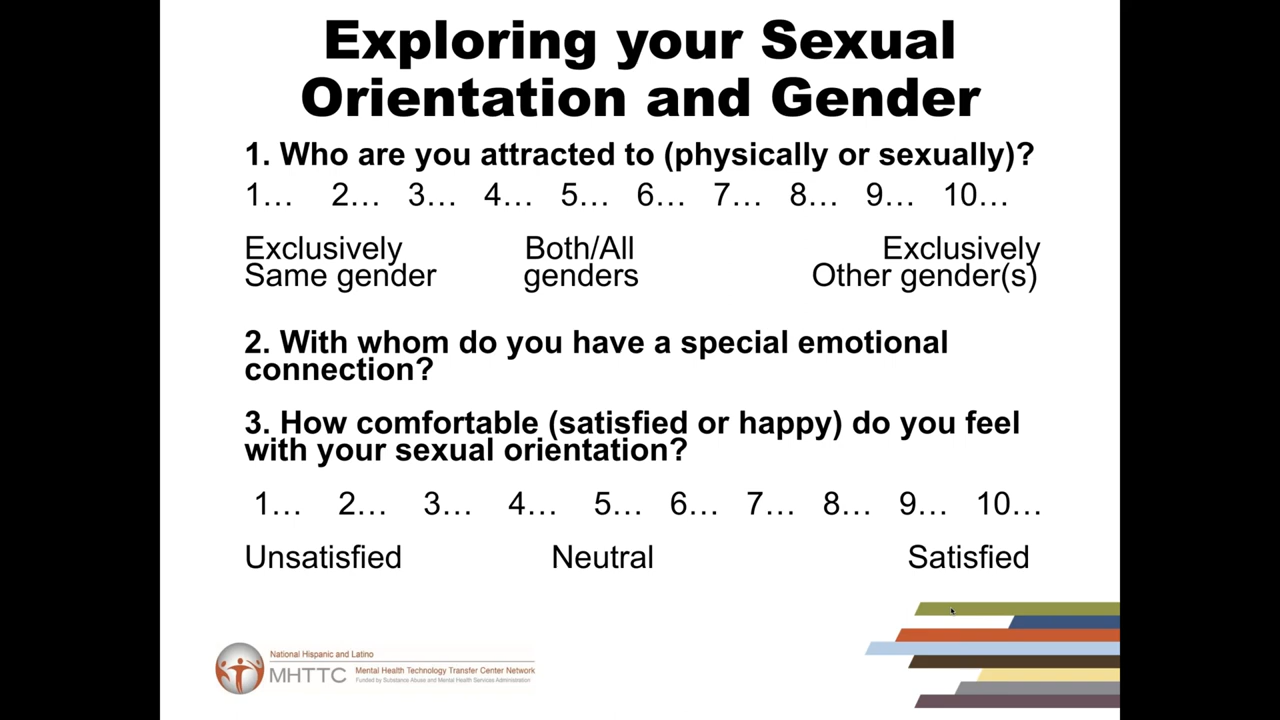 Exploring your Sexual
Orientation and Gender
1. Who are you attracted to (physically or sexually)?
1… 2… 3… 4… 5… 6… 7… 8… 9… 10…
Exclusively Both/All Exclusively
Same gender genders Other gender(s)
2. With whom do you have a special emotional
connection?
3. How comfortable (satisfied or happy) do you feel
with your sexual orientation?
1… 2… 3… 4… 5… 6… 7… 8… 9… 10…
Unsatisfied Neutral Satisfied
National Hispanic and Latino
MHTTC Mental Health Technology Transfer Center Network
Funded by Substance Abuse and Mental Health Services Administration